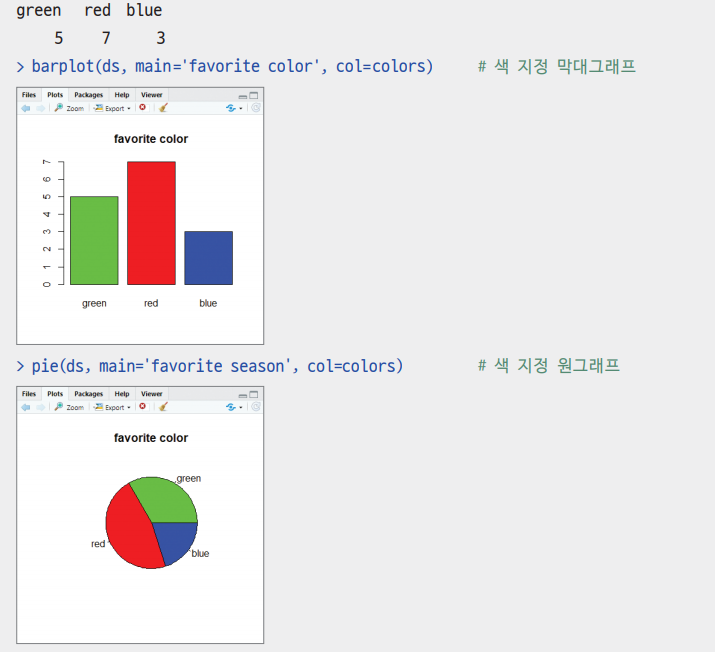 green red blue
5 7 3
> barplot(ds, main='favorite color', col=colors) # 색 지정 막대그래프
Files Plots Packages Help Viewer
Zoom Export
favorite color
7
6
5
4
3
2
1
0
green red blue
> pie(ds, main='favorite season', col=colors) # 색 지정 원그래프
Files Plots Packages Help Viewer
Zoom Export
favorite color
green
red
blue